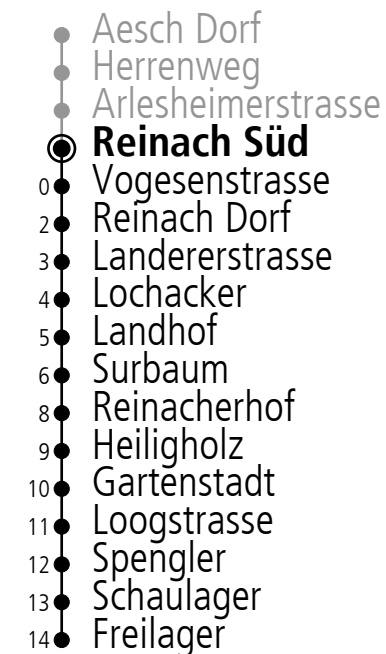 Aesch Dorf
Herrenweg
Arlesheimerstrasse
Reinach Süd
0 Vogesenstrasse
2 Reinach Dorf
3 Landererstrasse
4 Lochacker
5 Landhof
6 Surbaum
8 Reinacherhof
9 Heiligholz
10 Gartenstadt
11 Loogstrasse
12 Spengler
13 Schaulager
14 Freilager